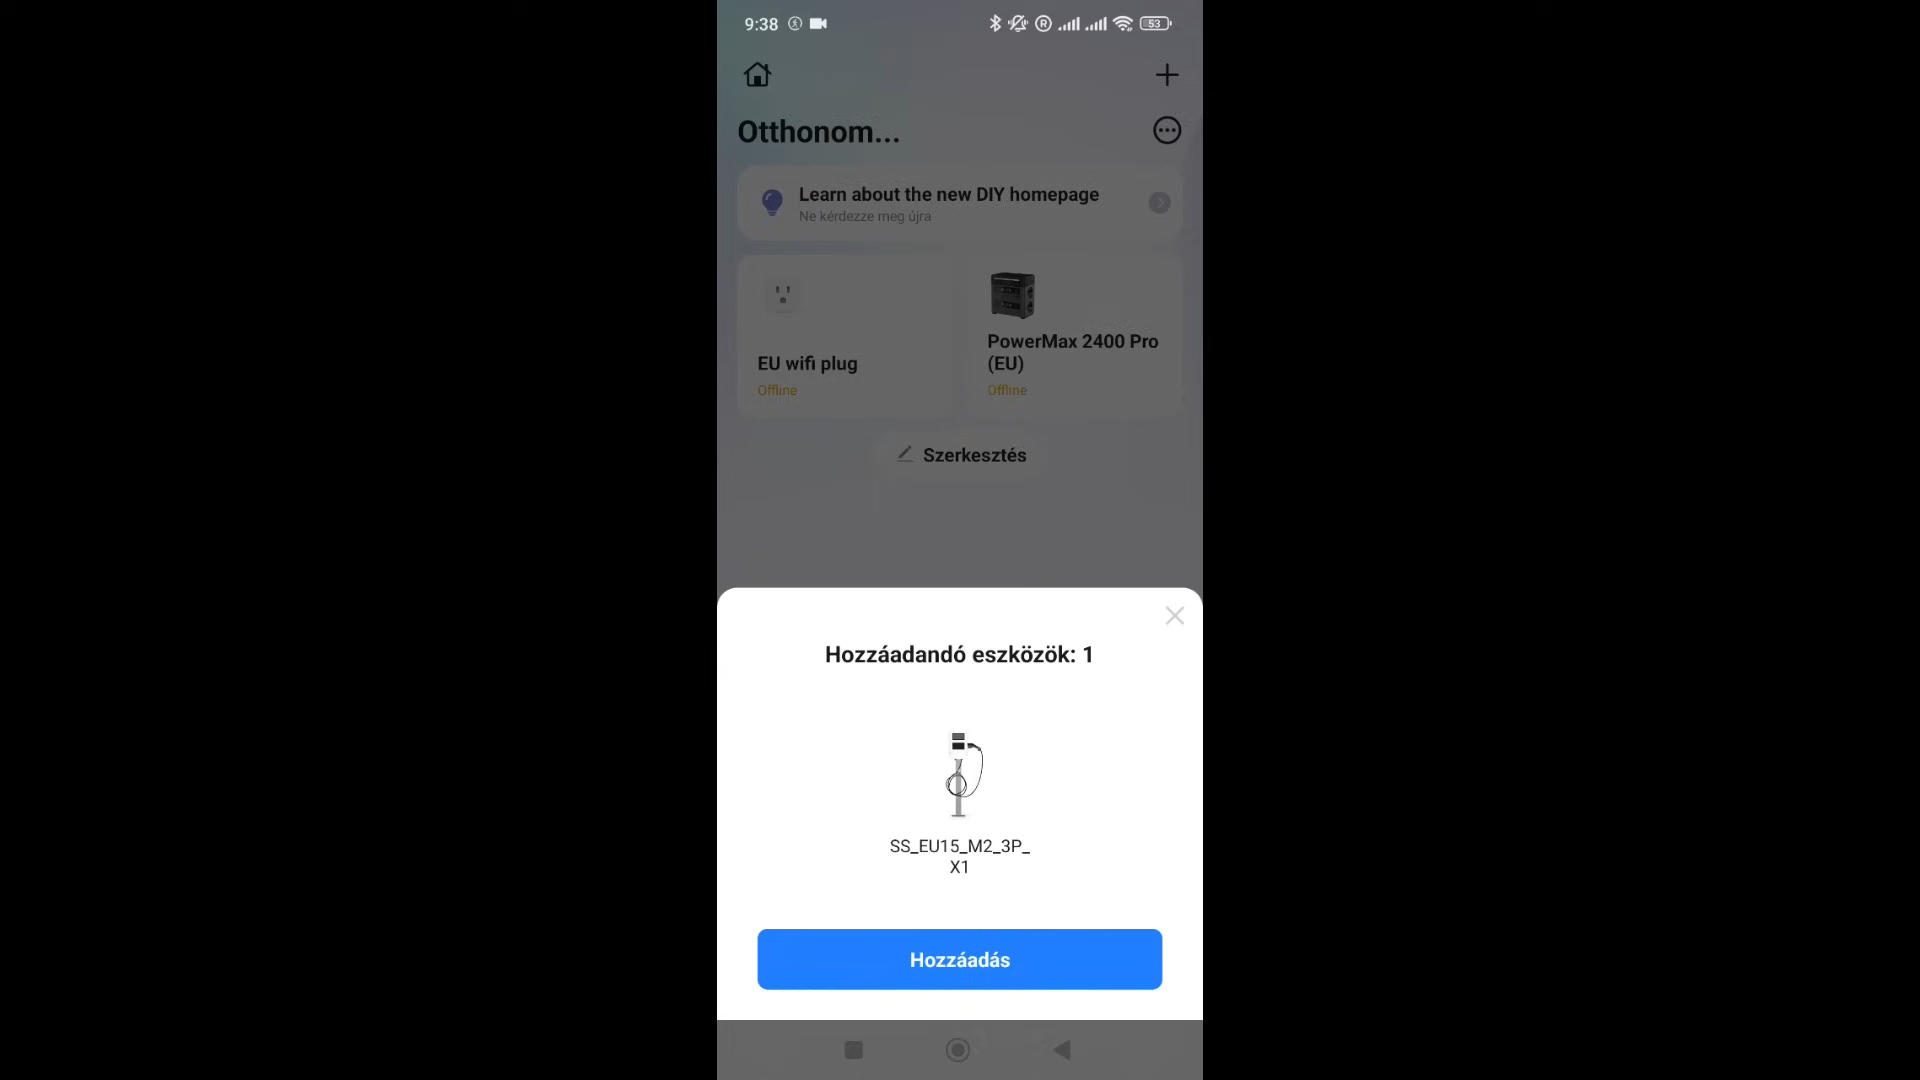 9:38
R
53
Otthonom...
Learn about the new DIY homepage
Ne kérdezze meg újra
EU wifi plug
Offline
PowerMax 2400 Pro
(EU)
Offline
Szerkesztés
Hozzáadandó eszközök: 1
SS_EU15_M2_3P_
X1
Hozzáadás